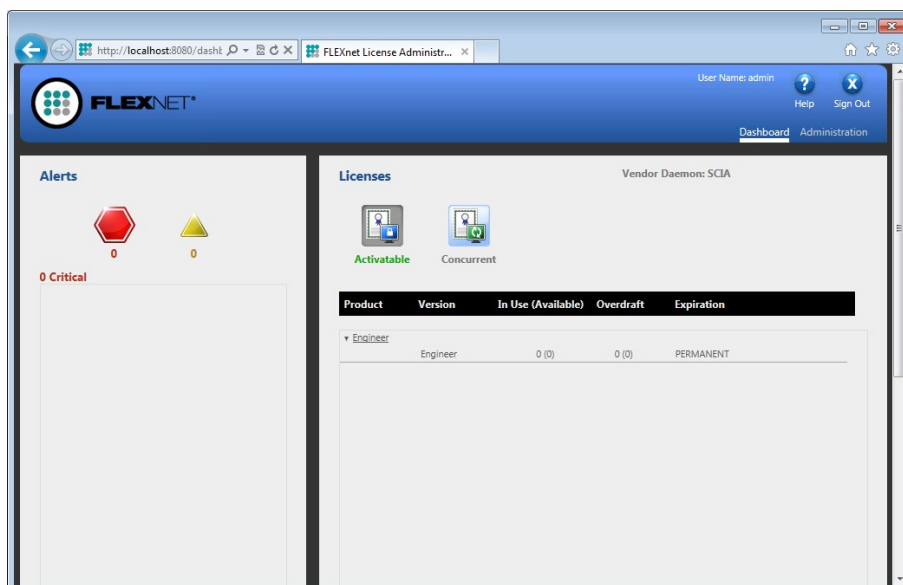 http://localhost:8080/dasht
FLEXnet License Administr...
FLEXNET®
User Name: admin
Help
Sign Out
Dashboard
Administration
Alerts
0
0
0 Critical
Licenses
Vendor Daemon: SCIA
Activatable
Concurrent
Product Version In Use (Available) Overdraft Expiration
Engineer
Engineer 0 (0) 0 (0) PERMANENT